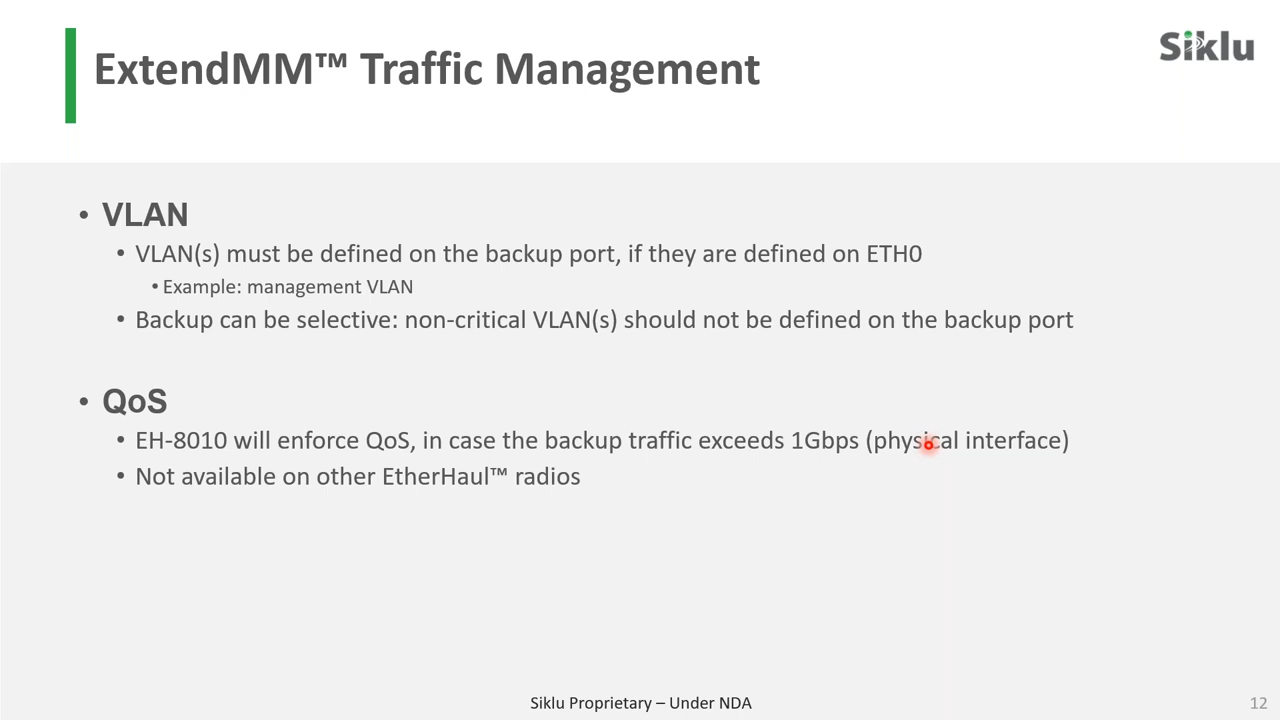 ExtendMM™ Traffic Management
Siklu
• VLAN
• VLAN(s) must be defined on the backup port, if they are defined on ETH0
• Example: management VLAN
• Backup can be selective: non-critical VLAN(s) should not be defined on the backup port
• QoS
• EH-8010 will enforce QoS, in case the backup traffic exceeds 1Gbps (physical interface)
• Not available on other EtherHaul™ radios
Siklu Proprietary – Under NDA
12